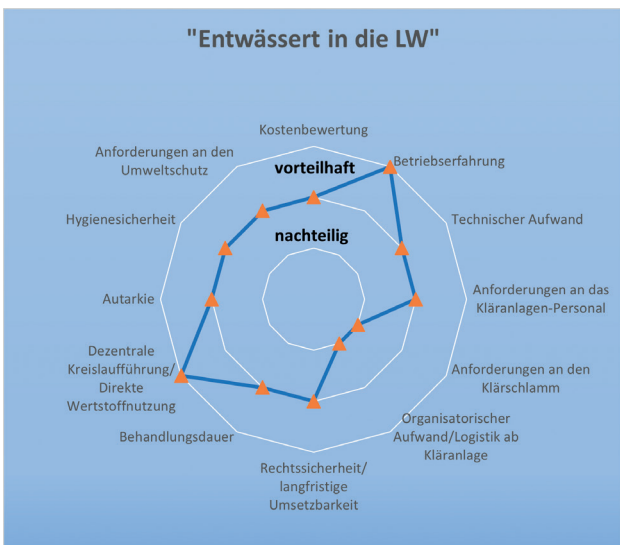 "Entwässert in die LW"
Kostenbewertung
Betriebserfahrung
Technischer Aufwand
Anforderungen an das
Kläranlagen-Personal
Anforderungen an den
Klärschlamm
Organisatorischer
Aufwand/Logistik ab
Kläranlage
Rechtssicherheit/
langfristige
Umsetzbarkeit
Behandlungsdauer
Dezentrale
Kreislaufführung/
Direkte
Wertstoffnutzung
Autarkie
Hygienesicherheit
Anforderungen an den
Umweltschutz
vorteilhaft
nachteilig